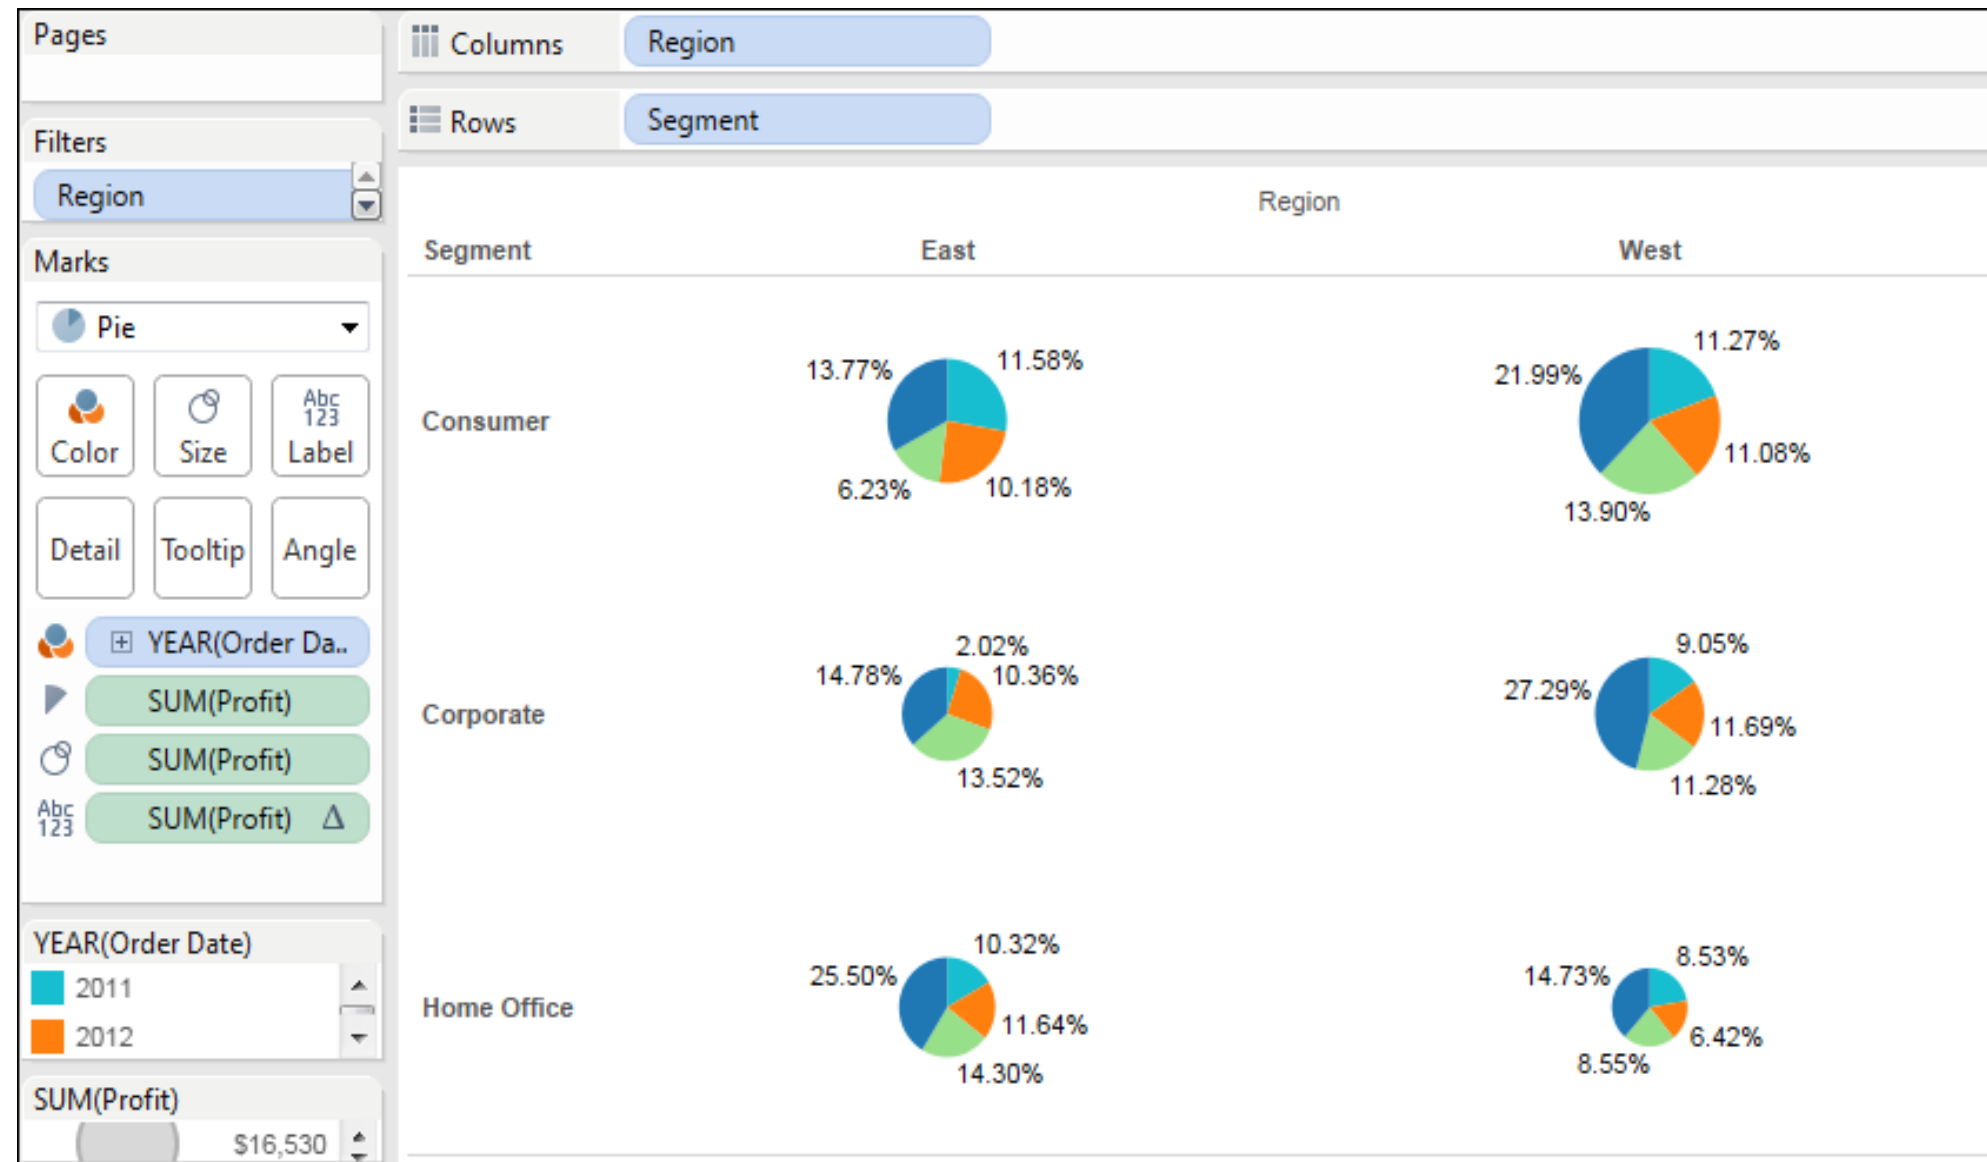 Pages
Columns
Region
Rows
Segment
Filters
Region
Marks
Pie
Color
Size
Abc
123
Label
Detail
Tooltip
Angle
YEAR(Order Da..
SUM(Profit)
SUM(Profit)
Abc
123
SUM(Profit) Δ
YEAR(Order Date)
2011
2012
SUM(Profit)
$16,530
Region
Segment
East
West
Consumer
13.77%
11.58%
6.23%
10.18%
21.99%
11.27%
11.08%
13.90%
Corporate
2.02%
14.78%
10.36%
13.52%
9.05%
27.29%
11.69%
11.28%
Home Office
10.32%
25.50%
11.64%
14.30%
8.53%
14.73%
6.42%
8.55%